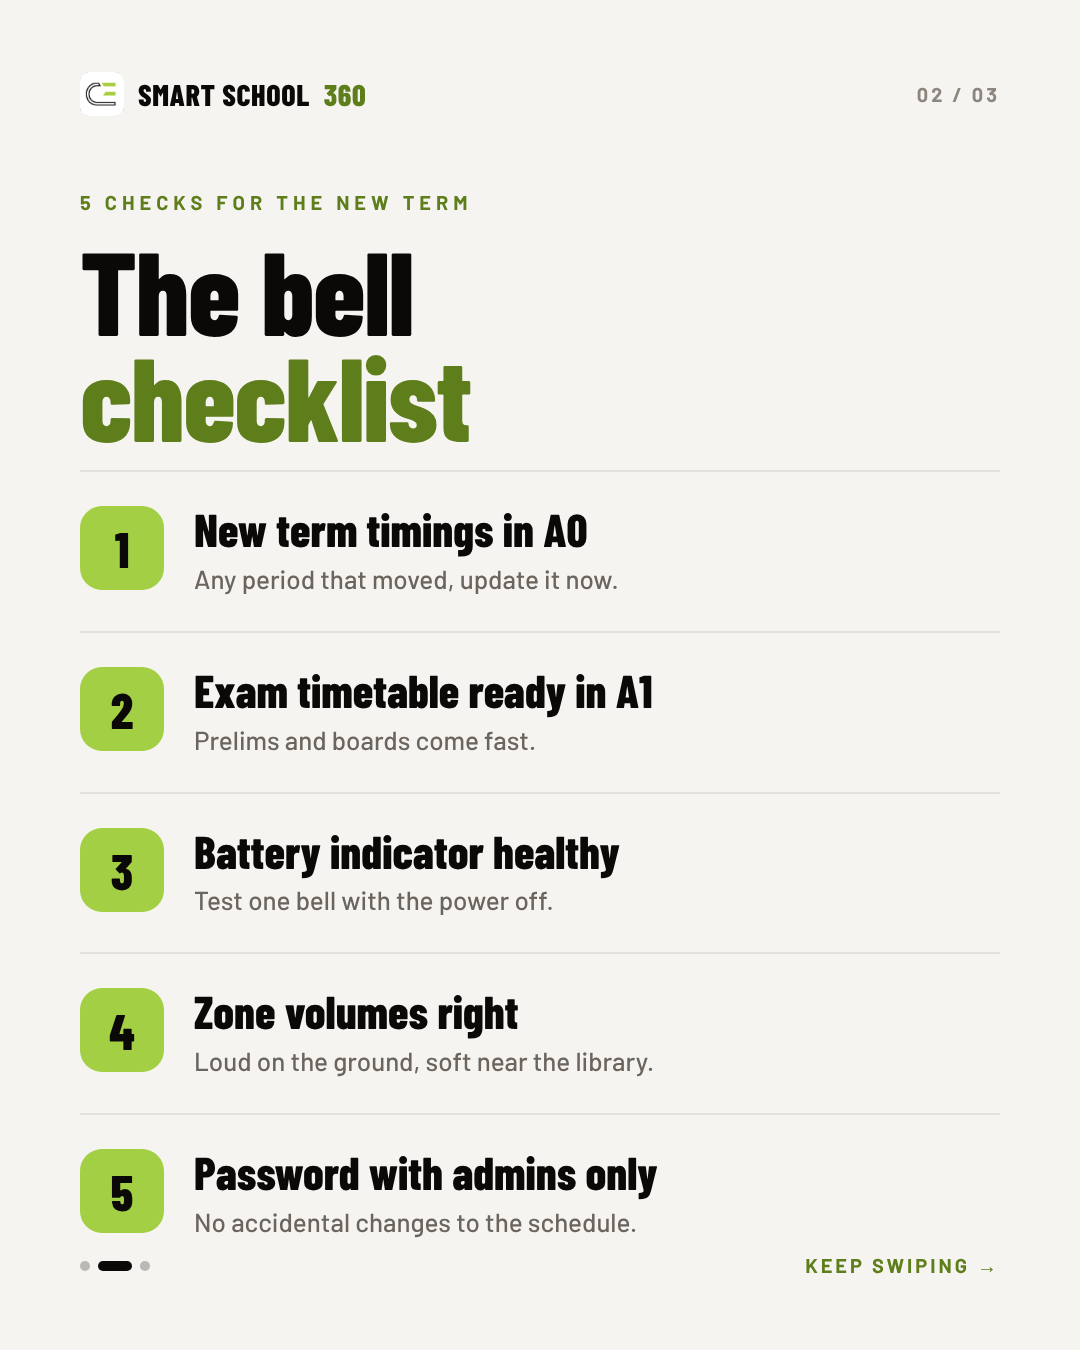 SMART SCHOOL 360
02 / 03
5 CHECKS FOR THE NEW TERM
The bell
checklist
1
New term timings in A0
Any period that moved, update it now.
2
Exam timetable ready in A1
Prelims and boards come fast.
3
Battery indicator healthy
Test one bell with the power off.
4
Zone volumes right
Loud on the ground, soft near the library.
5
Password with admins only
No accidental changes to the schedule.
KEEP SWIPING →